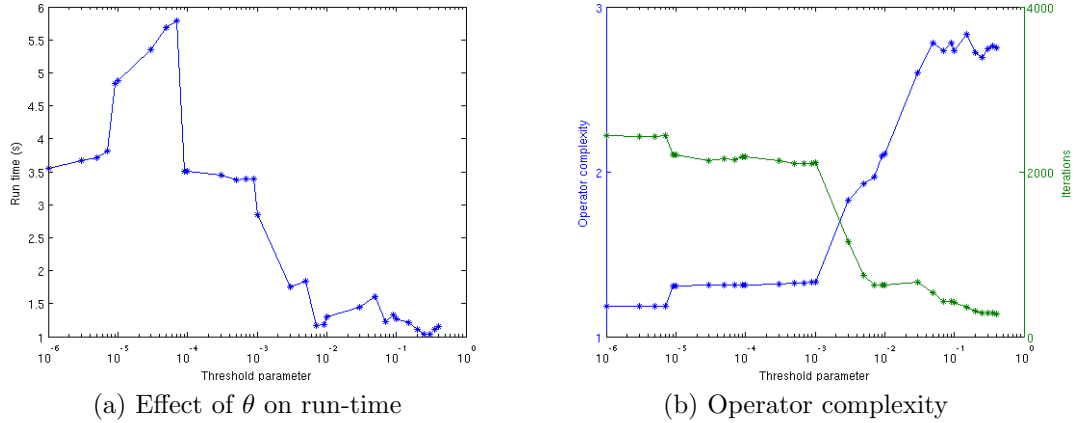 6
5.5
5
4.5
4
3.5
3
2.5
2
1.5
1
Run time (s)
10^-6 10^-5 10^-4 10^-3 10^-2 10^-1 10^0
Threshold parameter
(a) Effect of θ on run-time
3
2
1
Operator complexity
4000
2000
0
Iterations
10^-6 10^-5 10^-4 10^-3 10^-2 10^-1 10^0
Threshold parameter
(b) Operator complexity